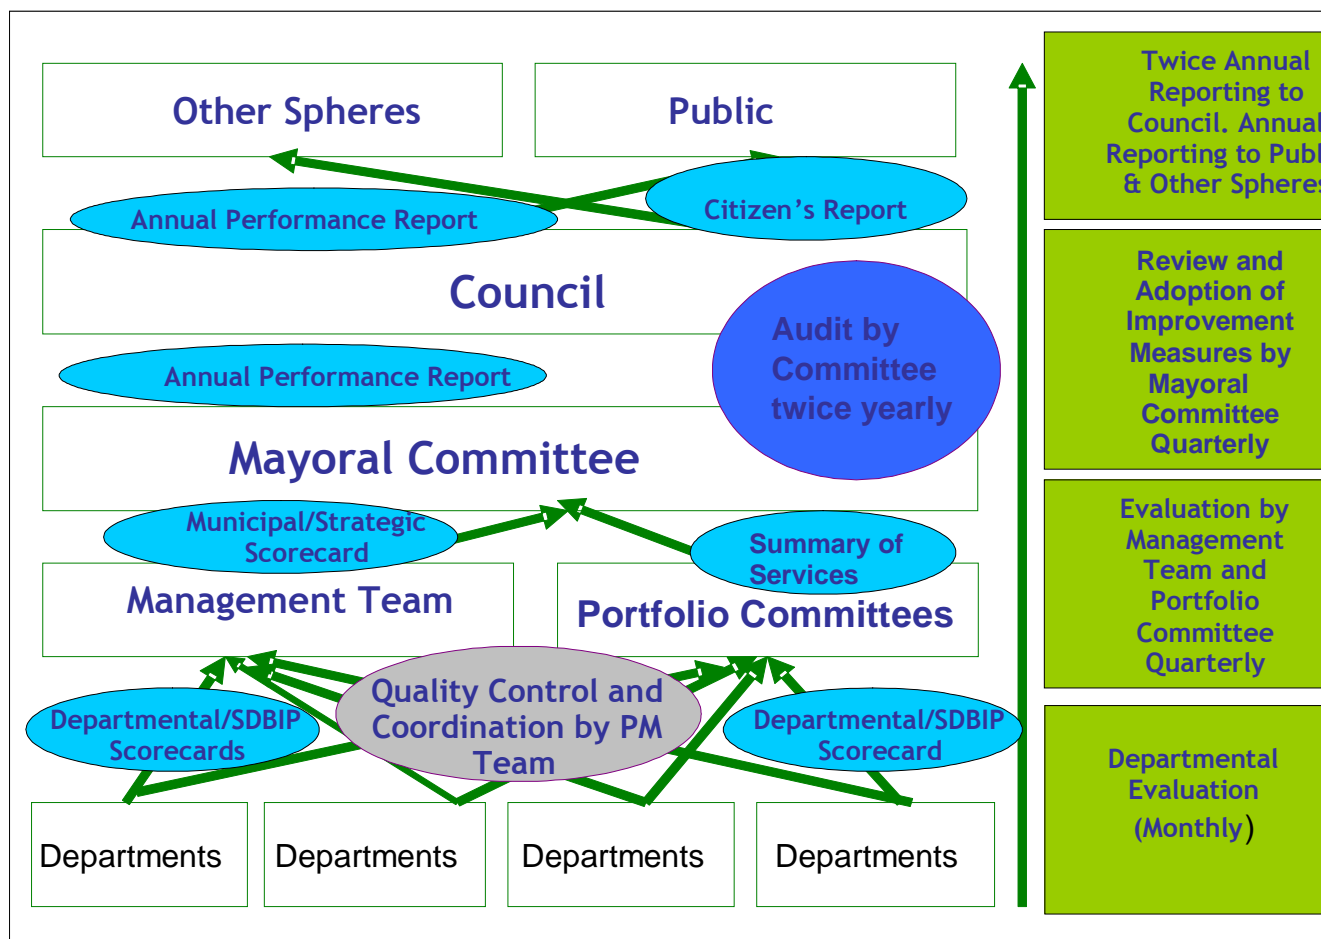 Other Spheres
Public
Annual Performance Report
Citizen's Report
Council
Audit by
Committee
twice yearly
Annual Performance Report
Mayoral Committee
Municipal/Strategic
Scorecard
Summary of
Services
Management Team
Portfolio Committees
Quality Control and
Coordination by PM
Team
Departmental/SDBIP
Scorecards
Departmental/SDBIP
Scorecard
Departments
Departments
Departments
Departments
Twice Annual
Reporting to
Council. Annual
Reporting to Publ
& Other Spheres
Review and
Adoption of
Improvement
Measures by
Mayoral
Committee
Quarterly
Evaluation by
Management
Team and
Portfolio
Committee
Quarterly
Departmental
Evaluation
(Monthly)